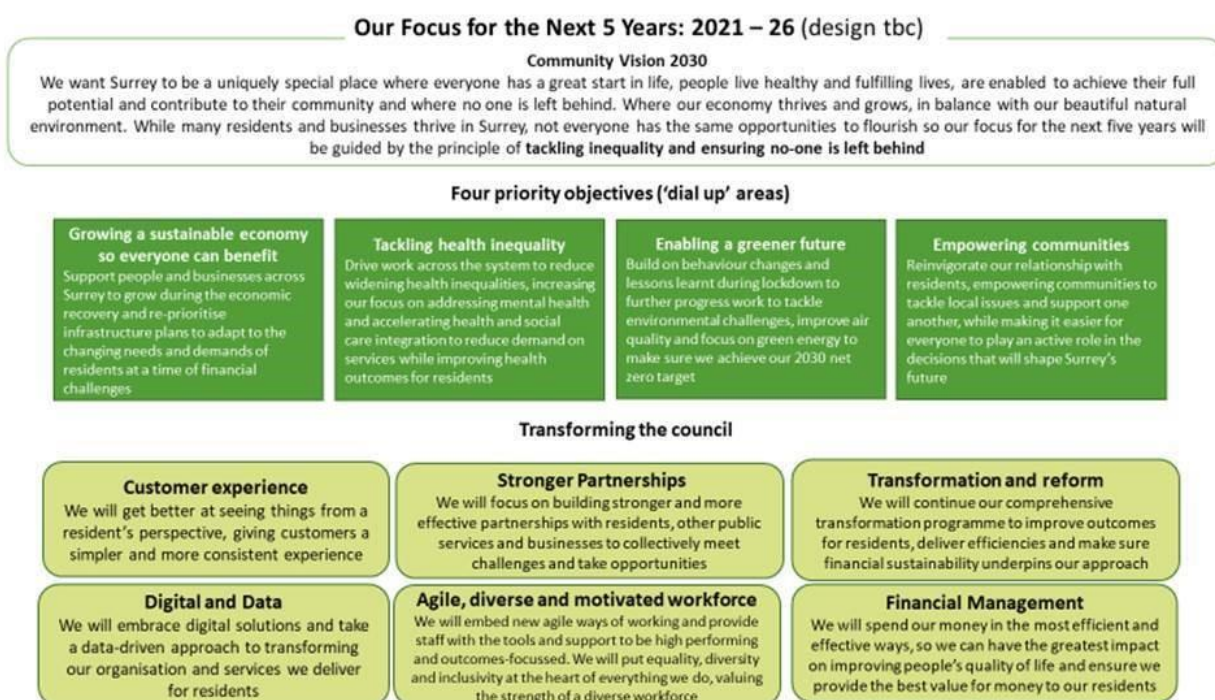 Our Focus for the Next 5 Years: 2021 – 26 (design tbc)
Community Vision 2030
We want Surrey to be a uniquely special place where everyone has a great start in life, people live healthy and fulfilling lives, are enabled to achieve their full
potential and contribute to their community and where no one is left behind. Where our economy thrives and grows, in balance with our beautiful natural
environment. While many residents and businesses thrive in Surrey, not everyone has the same opportunities to flourish so our focus for the next five years will
be guided by the principle of tackling inequality and ensuring no-one is left behind
Four priority objectives (‘dial up’ areas)
Growing a sustainable economy
so everyone can benefit
Support people and businesses across
Surrey to grow during the economic
recovery and re-prioritise
infrastructure plans to adapt to the
changing needs and demands of
residents at a time of financial
challenges
Tackling health inequality
Drive work across the system to reduce
widening health inequalities, increasing
our focus on addressing mental health
and accelerating health and social
care integration to reduce demand on
services while improving health
outcomes for residents
Enabling a greener future
Build on behaviour changes and
lessons learnt during lockdown to
further progress work to tackle
environmental challenges, improve air
quality and focus on green energy to
make sure we achieve our 2030 net
zero target
Empowering communities
Reinvigorate our relationship with
residents, empowering communities to
tackle local issues and support one
another, while making it easier for
everyone to play an active role in the
decisions that will shape Surrey’s
future
Transforming the council
Customer experience
We will get better at seeing things from a
resident’s perspective, giving customers a
simpler and more consistent experience
Stronger Partnerships
We will focus on building stronger and more
effective partnerships with residents, other public
services and businesses to collectively meet
challenges and take opportunities
Transformation and reform
We will continue our comprehensive
transformation programme to improve outcomes
for residents, deliver efficiencies and make sure
financial sustainability underpins our approach
Digital and Data
We will embrace digital solutions and take
a data-driven approach to transforming
our organisation and services we deliver
for residents
Agile, diverse and motivated workforce
We will embed new agile ways of working and provide
staff with the tools and support to be high performing
and outcomes-focussed. We will put equality, diversity
and inclusivity at the heart of everything we do, valuing
the strength of a diverse workforce
Financial Management
We will spend our money in the most efficient and
effective ways, so we can have the greatest impact
on improving people’s quality of life and ensure we
provide the best value for money to our residents